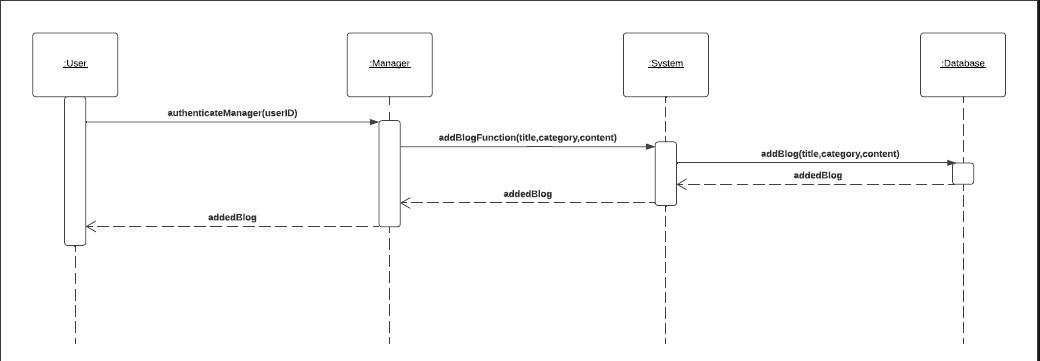 :User
:Manager
:System
:Database
authenticateManager(userID)
addBlogFunction(title,category,content)
addBlog(title,category,content)
addedBlog
addedBlog
addedBlog